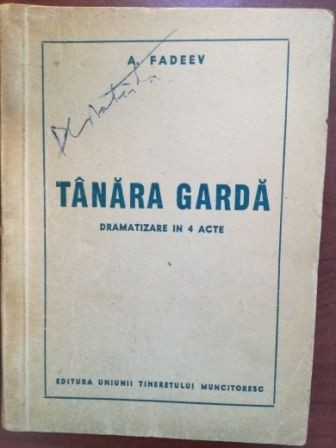 A. FADEEV
TÂNĂRA GARDĂ
DRAMATIZARE IN 4 ACTE
EDITURA UNIUNII TINERETULUI MUNCITORESC